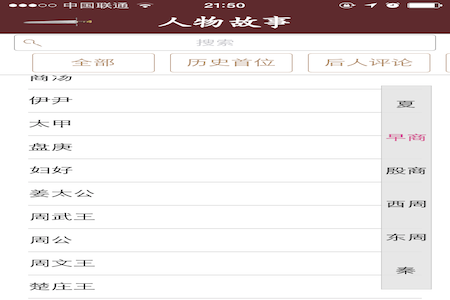 中国联通 21:50
人物故事
搜索
全部 历史首位 后人评论
商汤
伊尹
太甲
盘庚
妇好
姜太公
周武王
周公
周文王
楚庄王
夏
早商
殷商
西周
东周
秦